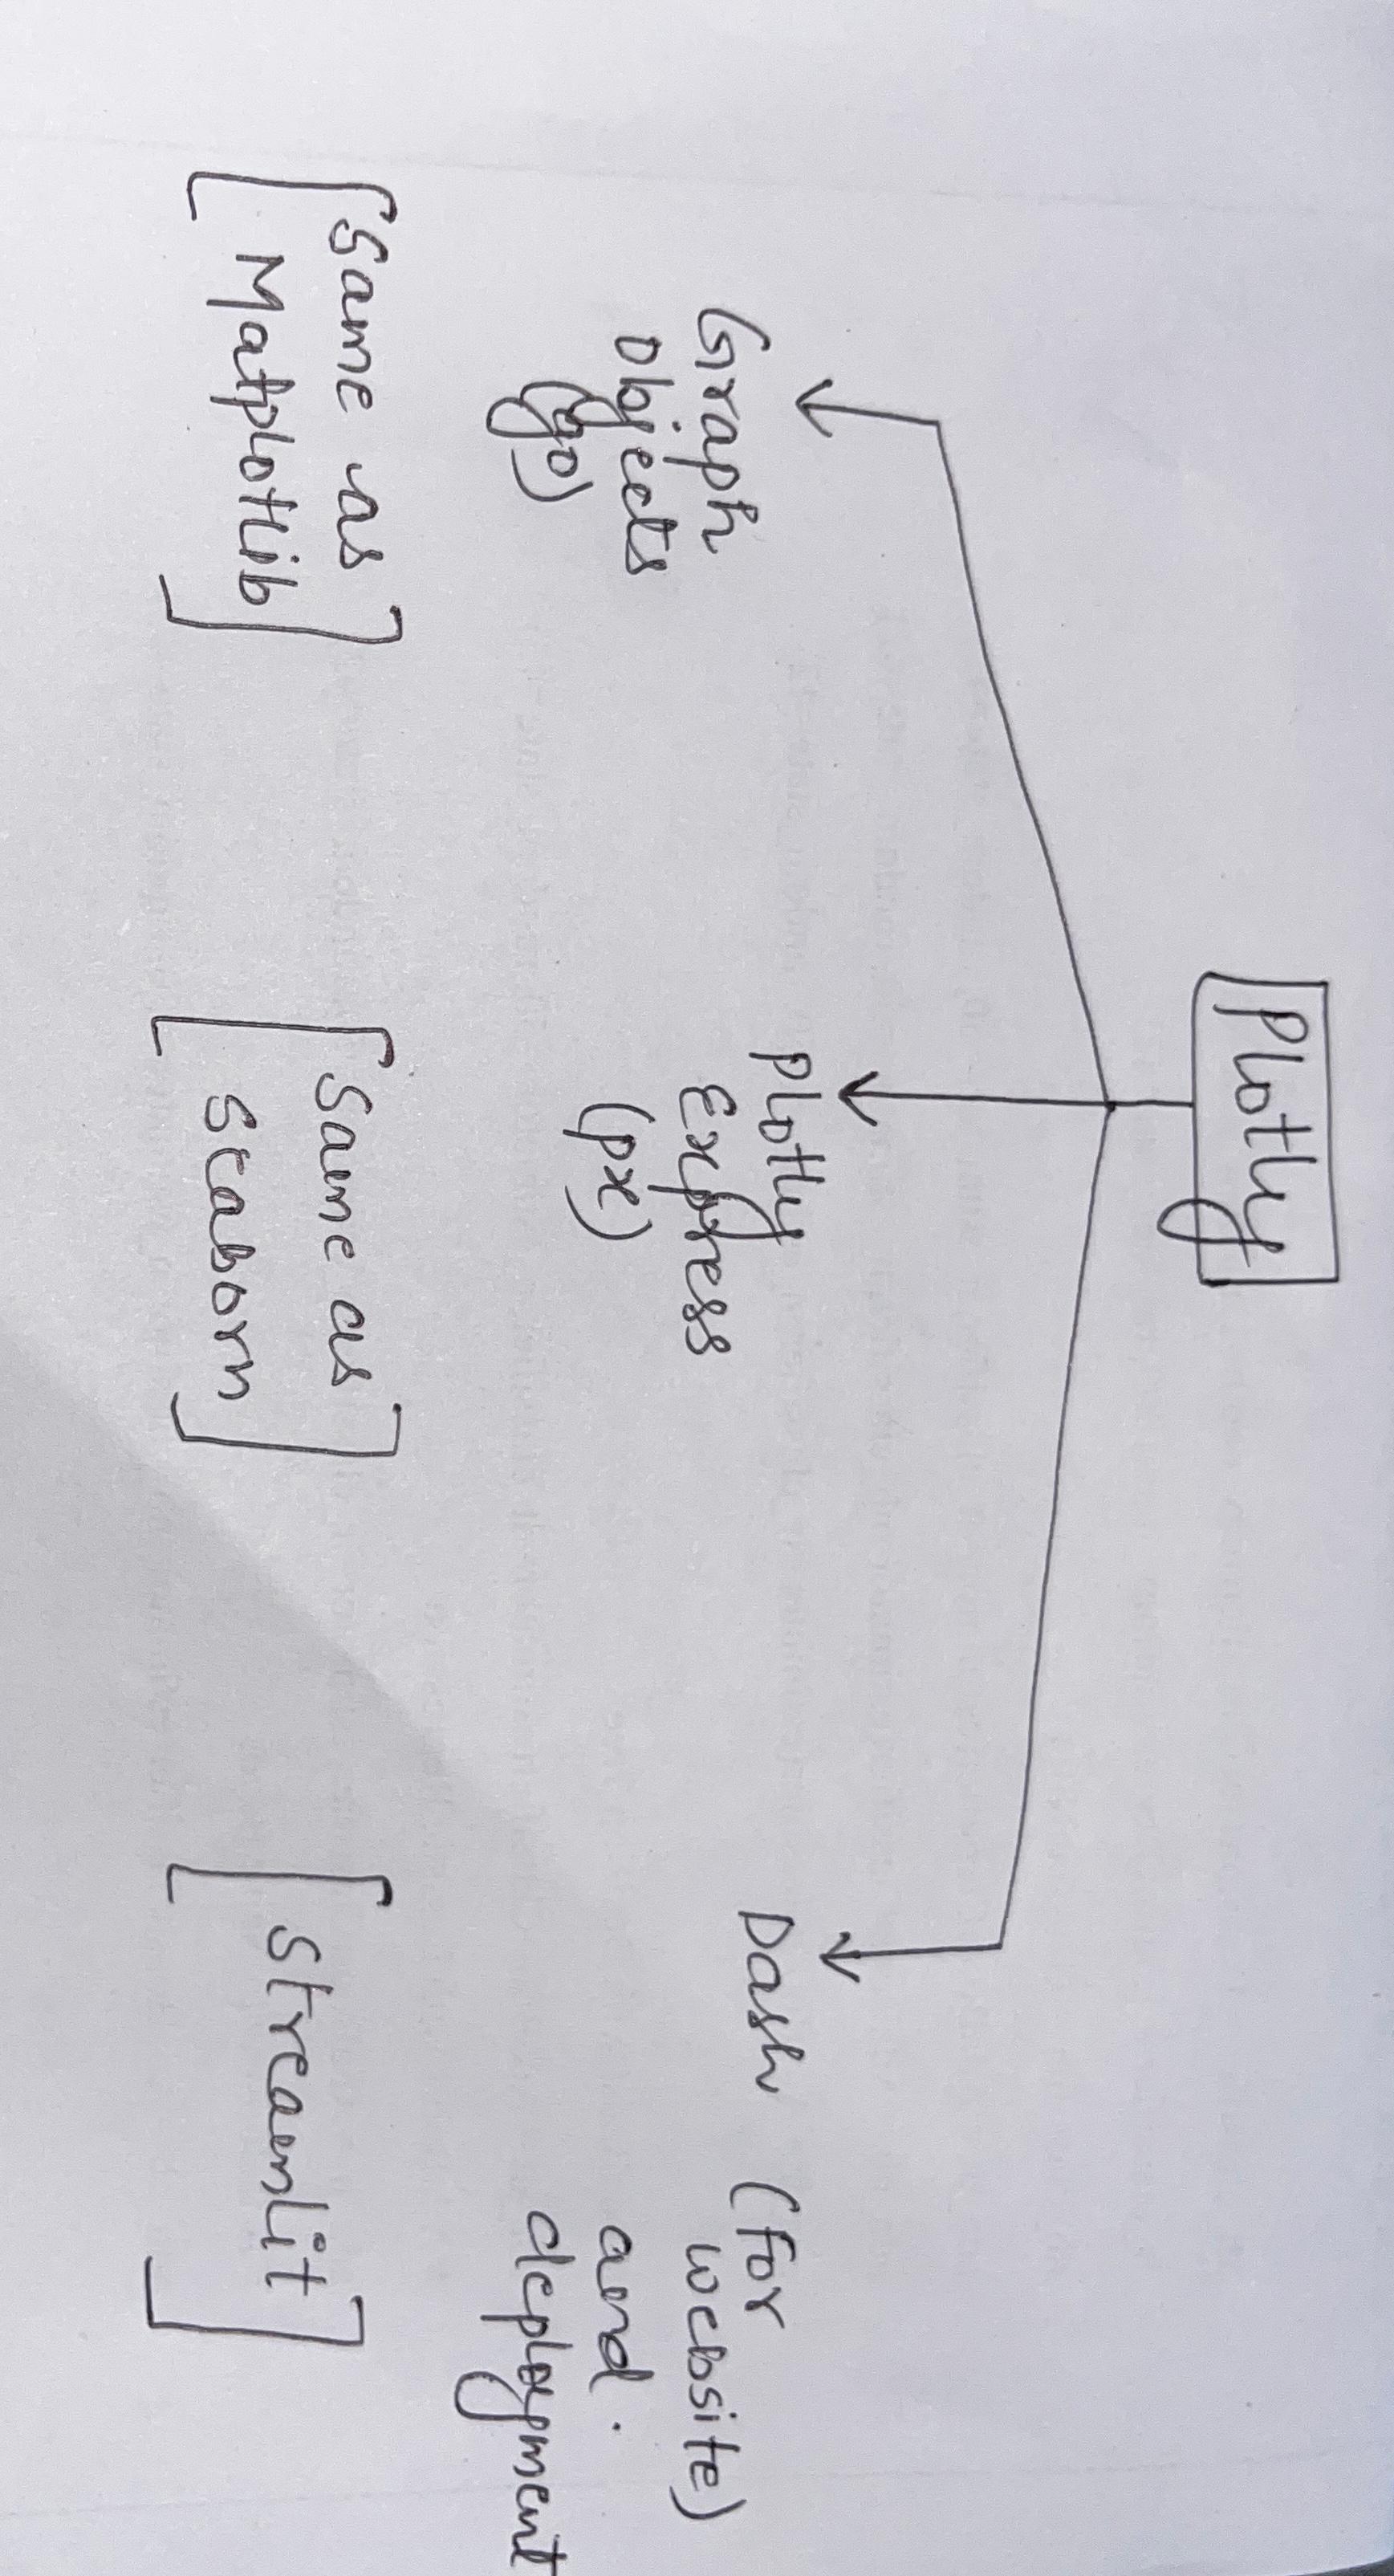 Plotly
Graph
Objects
(go)
Plotly
Express
(px)
Dash (For
website)
and
deployment
[Same as
Matplotlib]
[Same as
Seaborn]
[Streamlit]